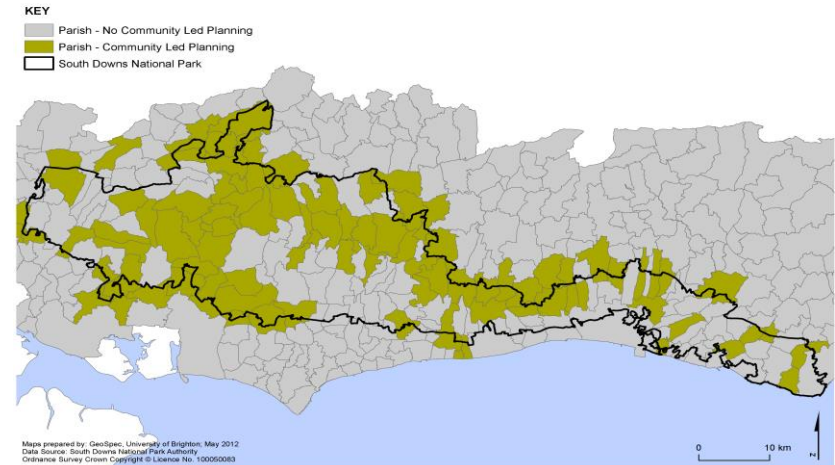 KEY
Parish - No Community Led Planning
Parish - Community Led Planning
South Downs National Park
Maps prepared by: GeoSpec, University of Brighton; May 2012
Data Source: South Downs National Park Authority
Ordnance Survey Crown Copyright © Licence No. 100050083
0 10 km
N